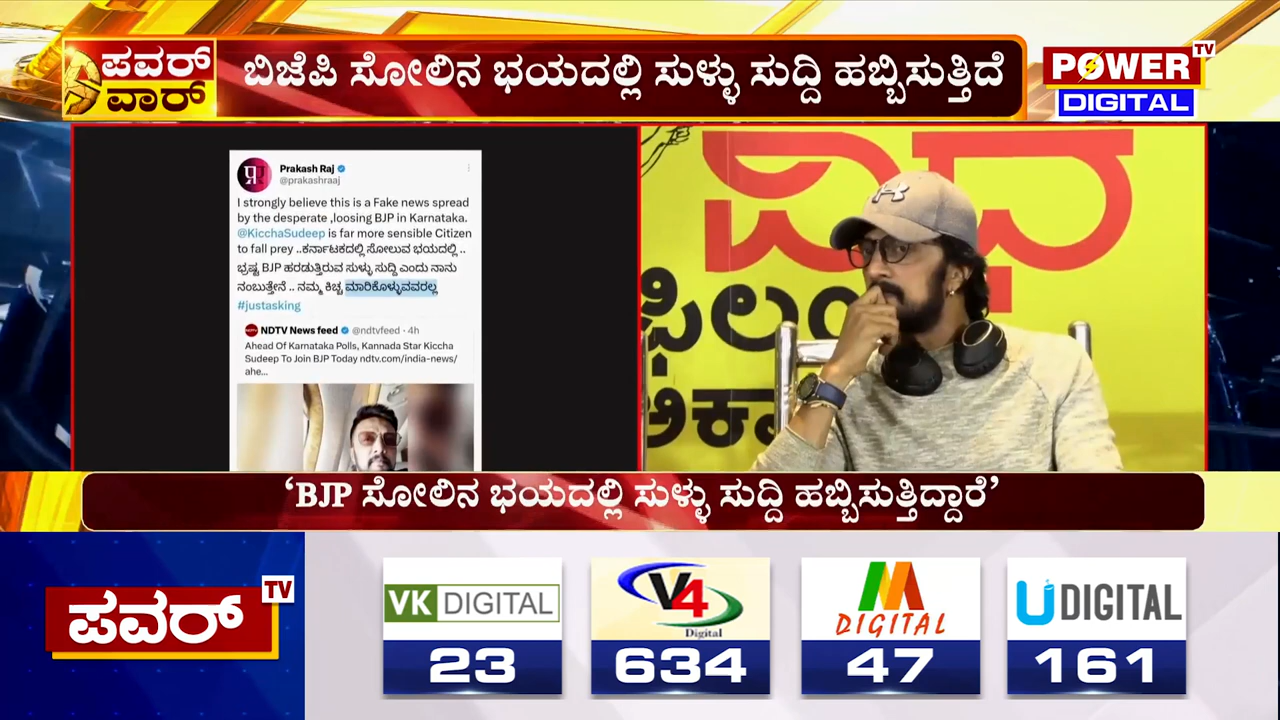 ಪವರ್
ವಾರ್
ಬಿಜೆಪಿ ಸೋಲಿನ ಭಯದಲ್ಲಿ ಸುಳ್ಳು ಸುದ್ದಿ ಹಬ್ಬಿಸುತ್ತಿದೆ
POWER TV
DIGITAL
Prakash Raj
@prakashraaj
I strongly believe this is a Fake news spread
by the desperate ,loosing BJP in Karnataka.
@KicchaSudeep is far more sensible Citizen
to fall prey ..ಕರ್ನಾಟಕದಲ್ಲಿ ಸೋಲುವ ಭಯದಲ್ಲಿ ..
ಭ್ರಷ್ಟ BJP ಹರಡುತ್ತಿರುವ ಸುಳ್ಳು ಸುದ್ದಿ ಎಂದು ನಾನು
ನಂಬುತ್ತೇನೆ .. ನಮ್ಮ ಕಿಚ್ಚ ಮಾರಿಕೊಳ್ಳುವವರಲ್ಲ
#justasking
NDTV News feed @ndtvfeed · 4h
Ahead Of Karnataka Polls, Kannada Star Kiccha
Sudeep To Join BJP Today ndtv.com/india-news/
ahe...
ಫಿಲಂ
‘BJP ಸೋಲಿನ ಭಯದಲ್ಲಿ ಸುಳ್ಳು ಸುದ್ದಿ ಹಬ್ಬಿಸುತ್ತಿದ್ದಾರೆ’
ಪವರ್ TV
VK DIGITAL
23
V4
Digital
634
M
DIGITAL
47
U DIGITAL
161